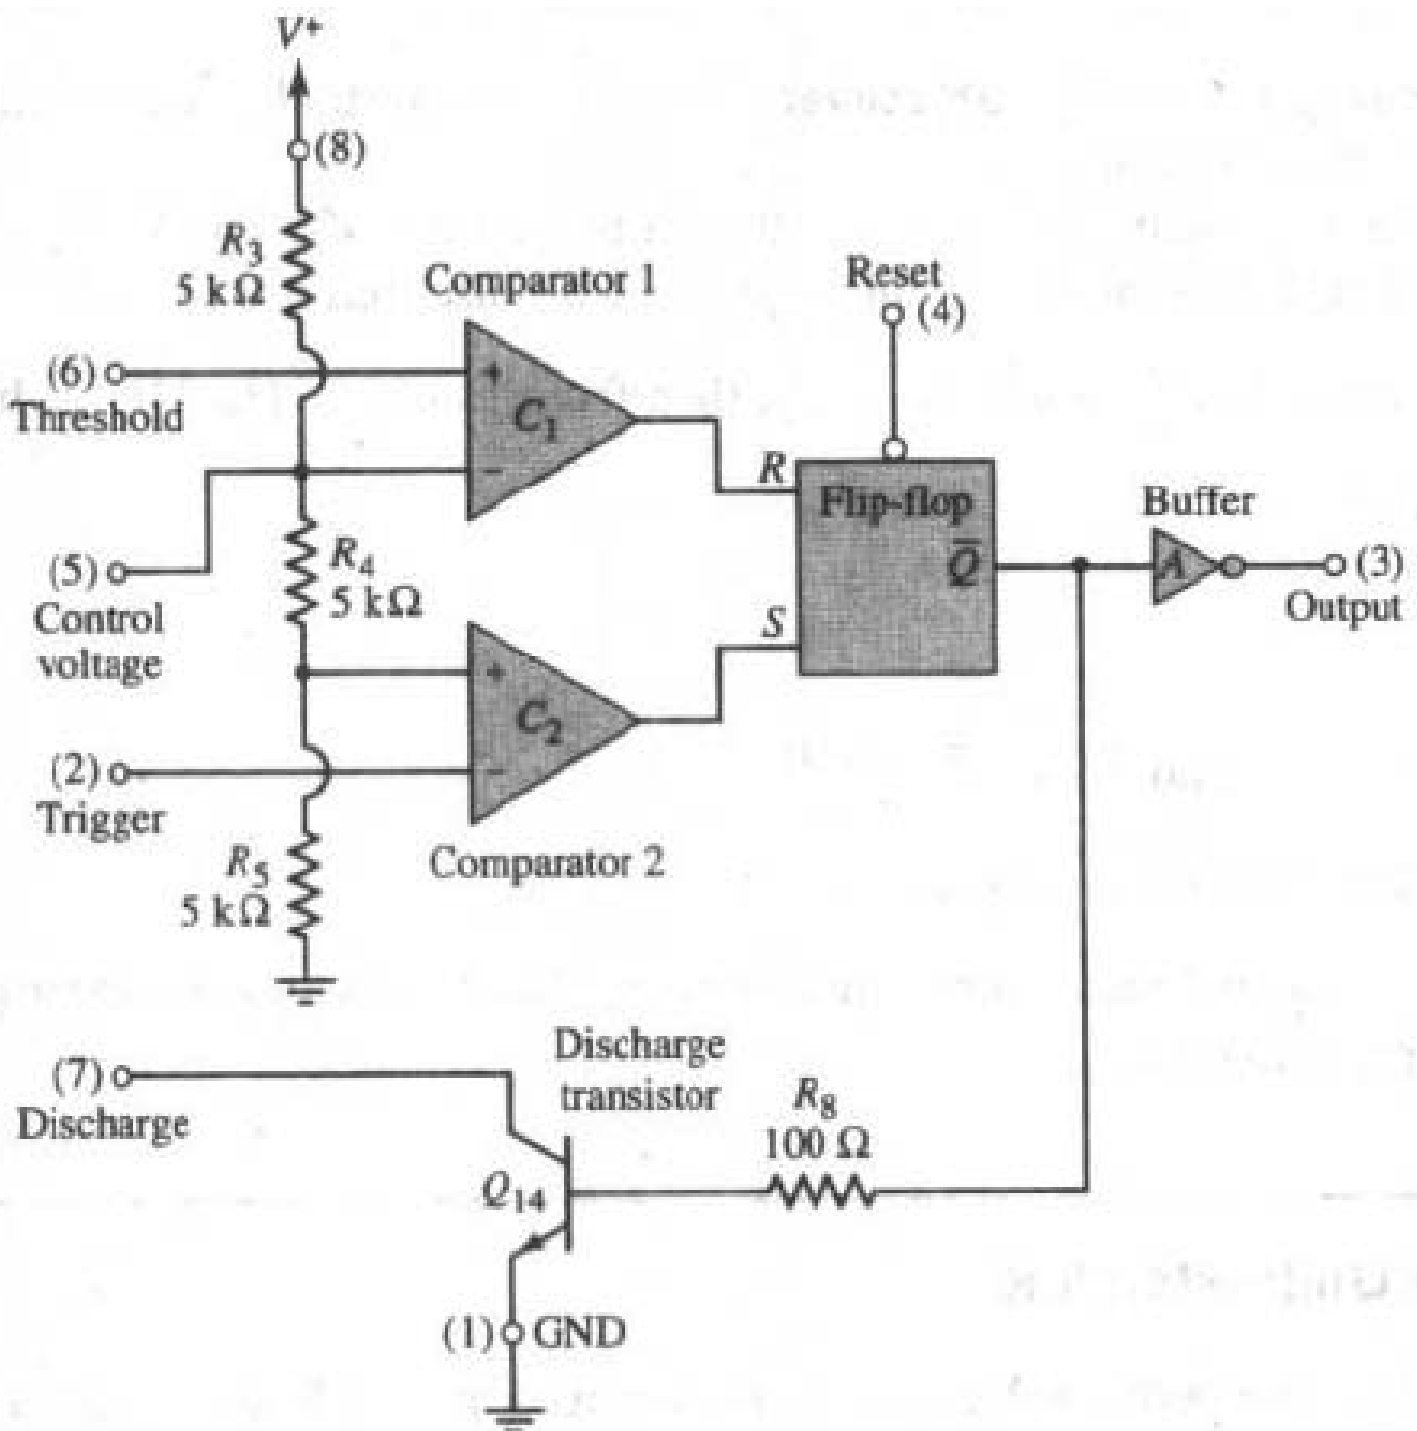 V+
(8)
R3
5 kΩ
Comparator 1
Reset
(4)
(6)
Threshold
+
C1
−
R
Flip-flop
Q̅
S
Buffer
A
(3)
Output
(5)
Control
voltage
R4
5 kΩ
+
C2
−
(2)
Trigger
R5
5 kΩ
Comparator 2
Discharge
transistor
(7)
Discharge
R8
100 Ω
Q14
(1)
GND